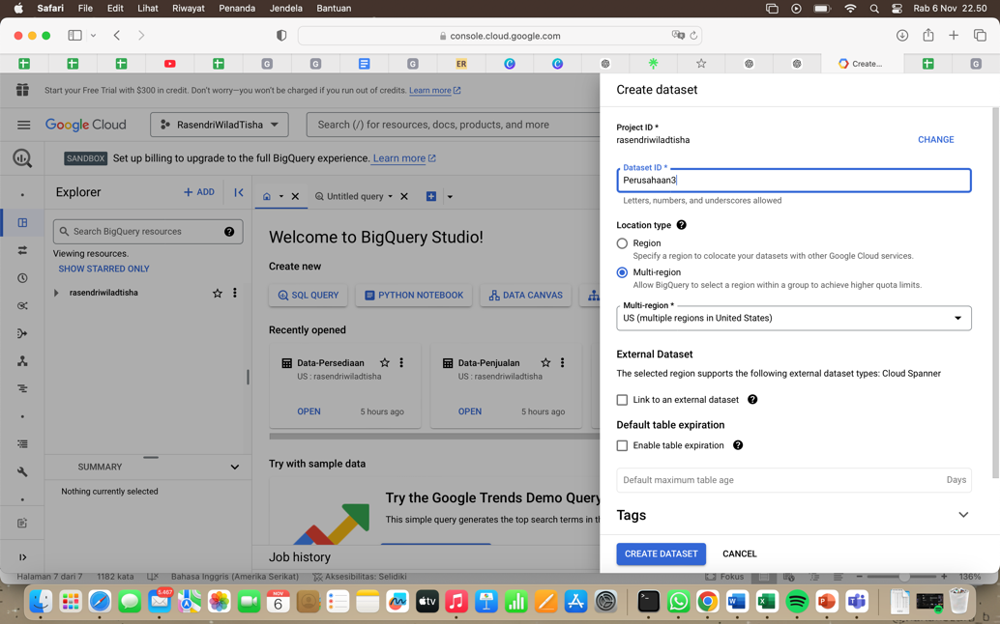 Safari File Edit Lihat Riwayat Penanda Jendela Bantuan Rab 6 Nov 22.50
console.cloud.google.com
G G G ER Create... G
Start your Free Trial with $300 in credit. Don't worry—you won't be charged if you run out of credits. Learn more
Google Cloud RasendriWiladTisha Search (/) for resources, docs, products, and more
SANDBOX Set up billing to upgrade to the full BigQuery experience. Learn more
Explorer + ADD
Untitled query
Search BigQuery resources
Viewing resources.
SHOW STARRED ONLY
rasendriwiladtisha
SUMMARY
Nothing currently selected
Welcome to BigQuery Studio!
Create new
SQL QUERY PYTHON NOTEBOOK DATA CANVAS
Recently opened
Data-Persediaan
US : rasendriwiladtisha
OPEN 5 hours ago
Data-Penjualan
US : rasendriwiladtisha
OPEN 5 hours ago
Try with sample data
Try the Google Trends Demo Query
This simple query generates the top search terms in
Job history
Create dataset
Project ID *
rasendriwiladtisha
CHANGE
Dataset ID *
Perusahaan3
Letters, numbers, and underscores allowed
Location type
Region
Specify a region to colocate your datasets with other Google Cloud services.
Multi-region
Allow BigQuery to select a region within a group to achieve higher quota limits.
Multi-region *
US (multiple regions in United States)
External Dataset
The selected region supports the following external dataset types: Cloud Spanner
Link to an external dataset
Default table expiration
Enable table expiration
Default maximum table age Days
Tags
CREATE DATASET CANCEL
Halaman 7 dari 7 1182 kata Bahasa Inggris (Amerika Serikat) Aksesibilitas: Selidiki Fokus 136%
5.467
NOV
6
tv